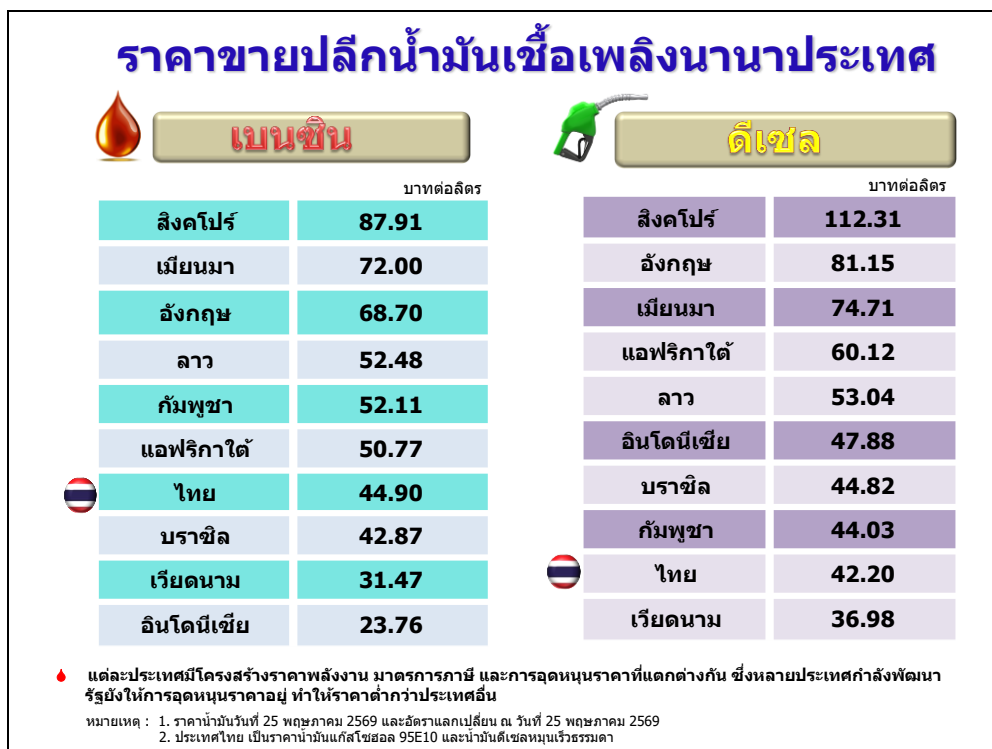 ราคาขายปลีกน้ำมันเชื้อเพลิงนานาประเทศ
เบนซิน
บาทต่อลิตร
สิงคโปร์ 87.91
เมียนมา 72.00
อังกฤษ 68.70
ลาว 52.48
กัมพูชา 52.11
แอฟริกาใต้ 50.77
ไทย 44.90
บราซิล 42.87
เวียดนาม 31.47
อินโดนีเซีย 23.76
ดีเซล
บาทต่อลิตร
สิงคโปร์ 112.31
อังกฤษ 81.15
เมียนมา 74.71
แอฟริกาใต้ 60.12
ลาว 53.04
อินโดนีเซีย 47.88
บราซิล 44.82
กัมพูชา 44.03
ไทย 42.20
เวียดนาม 36.98
แต่ละประเทศมีโครงสร้างราคาพลังงาน มาตรการภาษี และการอุดหนุนราคาที่แตกต่างกัน ซึ่งหลายประเทศกำลังพัฒนา
รัฐยังให้การอุดหนุนราคาอยู่ ทำให้ราคาต่ำกว่าประเทศอื่น
หมายเหตุ : 1. ราคาน้ำมันวันที่ 25 พฤษภาคม 2569 และอัตราแลกเปลี่ยน ณ วันที่ 25 พฤษภาคม 2569
2. ประเทศไทย เป็นราคาน้ำมันแก๊สโซฮอล 95E10 และน้ำมันดีเซลหมุนเร็วธรรมดา